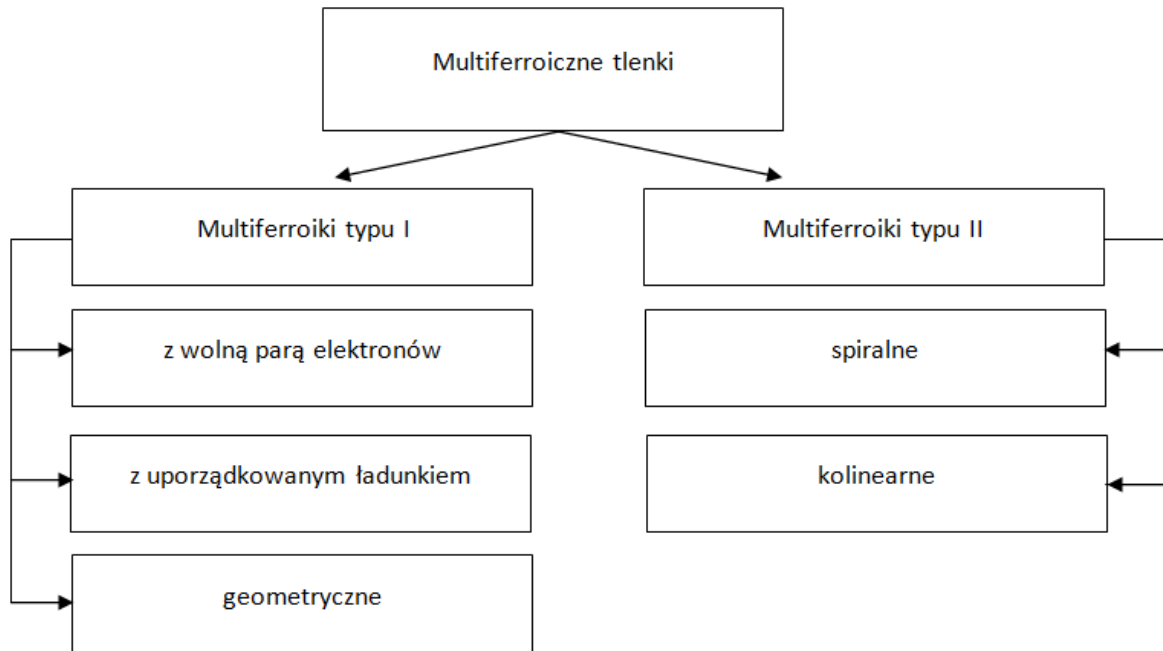 Multiferroiczne tlenki
Multiferroiki typu I
Multiferroiki typu II
z wolną parą elektronów
spiralne
z uporządkowanym ładunkiem
kolinearne
geometryczne